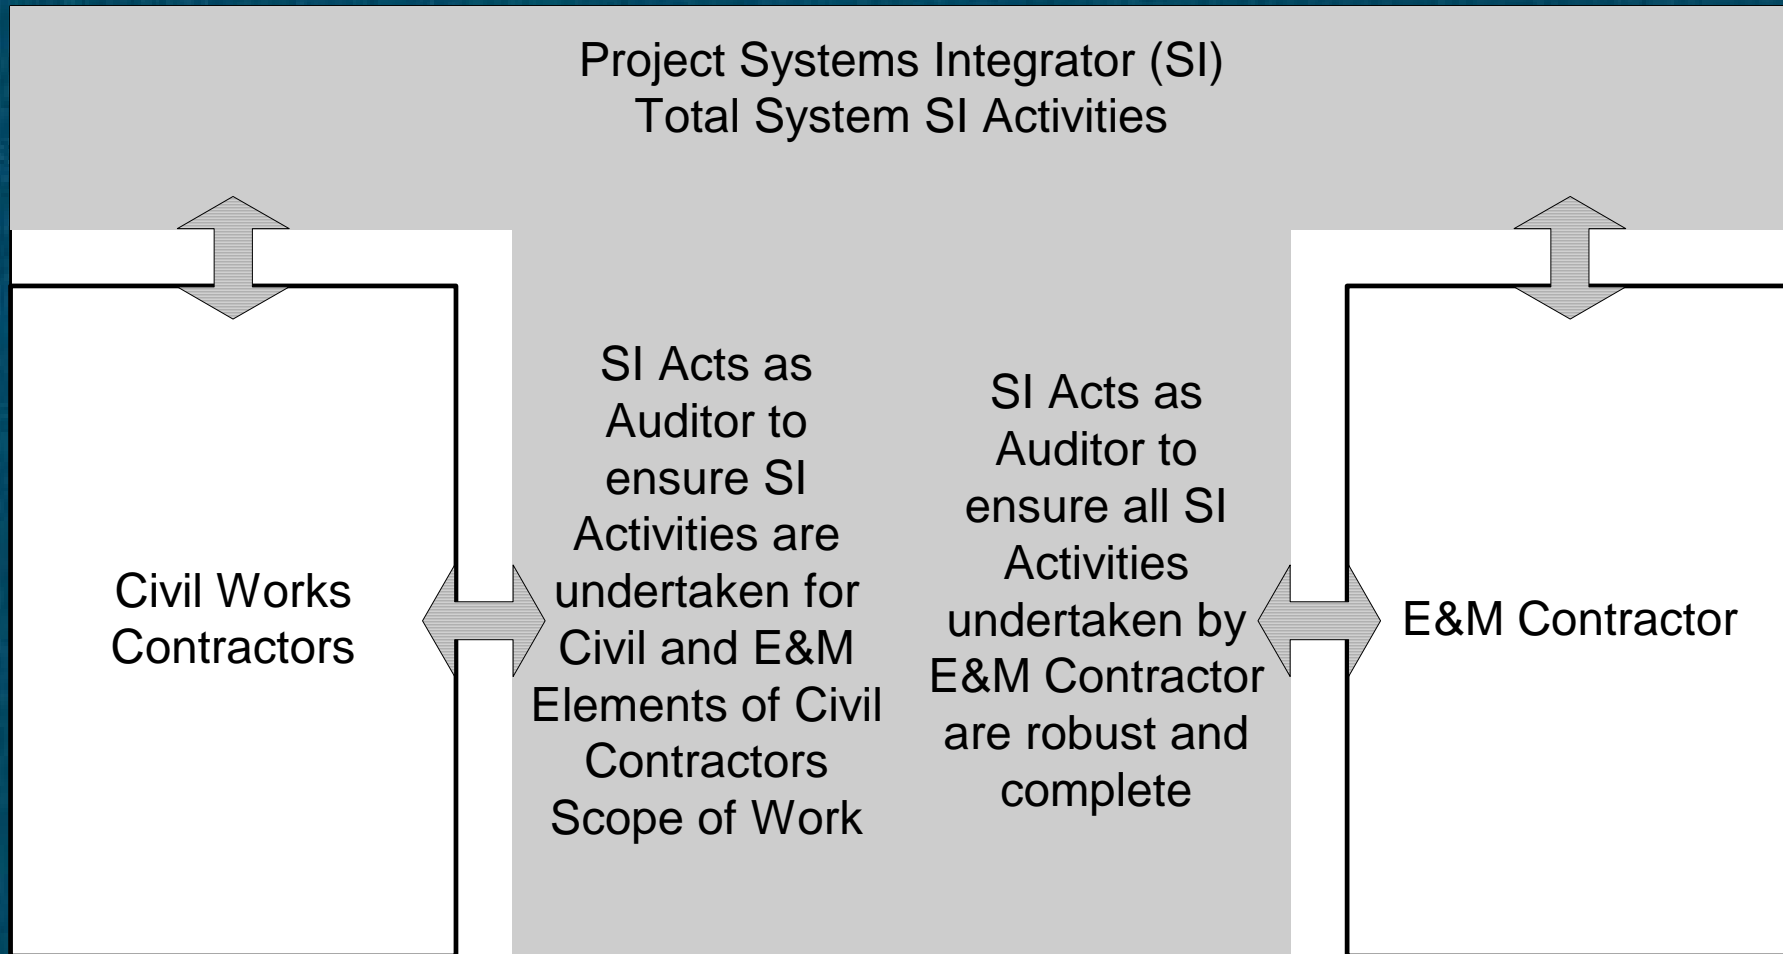 Project Systems Integrator (SI)
Total System SI Activities
Civil Works
Contractors
SI Acts as
Auditor to
ensure SI
Activities are
undertaken for
Civil and E&M
Elements of Civil
Contractors
Scope of Work
SI Acts as
Auditor to
ensure all SI
Activities
undertaken by
E&M Contractor
are robust and
complete
E&M Contractor